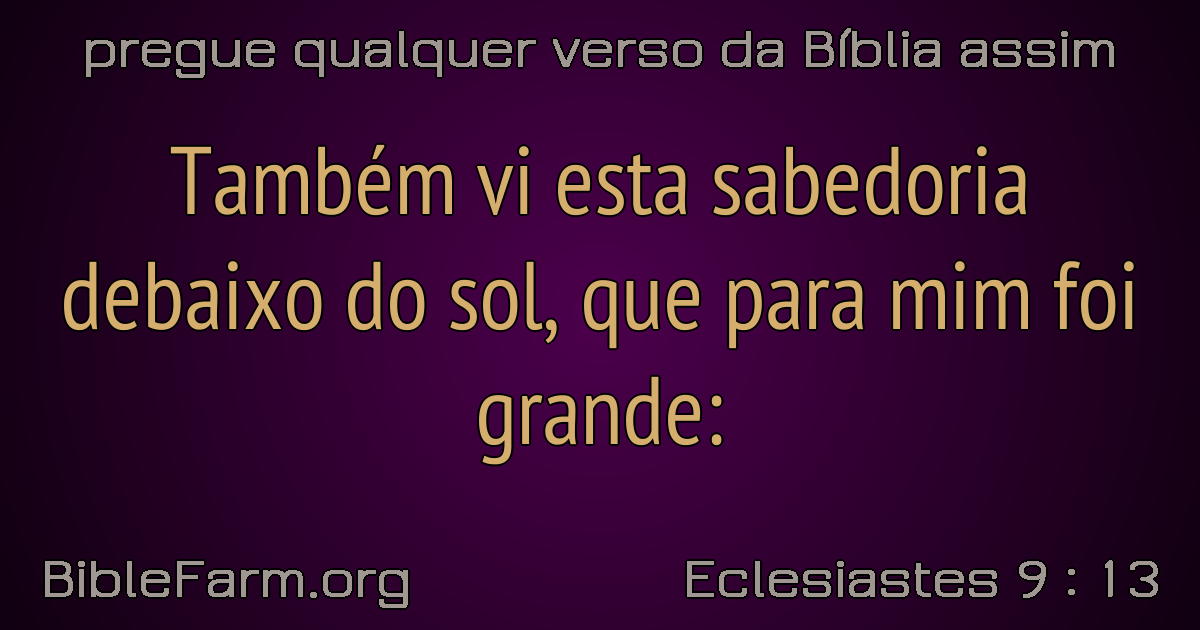 pregue qualquer verso da Bíblia assim
Também vi esta sabedoria
debaixo do sol, que para mim foi
grande:
BibleFarm.org
Eclesiastes 9 : 13